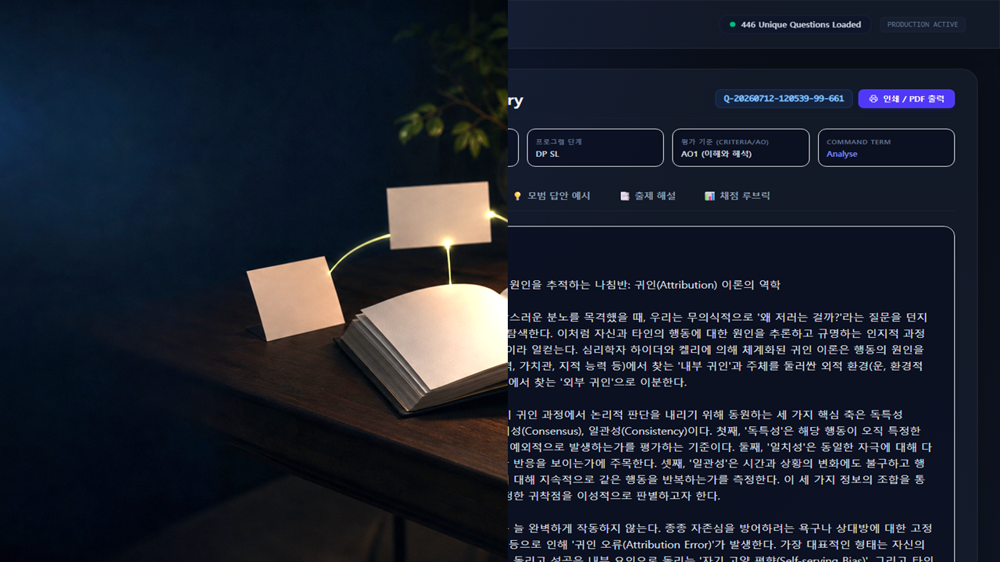 446 Unique Questions Loaded
PRODUCTION ACTIVE
ry
Q-20260712-120539-99-661
인쇄 / PDF 출력
프로그램 단계
DP SL
평가 기준 (CRITERIA/AO)
AO1 (이해와 해석)
COMMAND TERM
Analyse
모범 답안 예시
출제 해설
채점 루브릭
원인을 추적하는 나침반: 귀인(Attribution) 이론의 역학
스러운 분노를 목격했을 때, 우리는 무의식적으로 '왜 저러는 걸까?'라는 질문을 던지
탐색한다. 이처럼 자신과 타인의 행동에 대한 원인을 추론하고 규명하는 인지적 과정
이라 일컫는다. 심리학자 하이더와 켈리에 의해 체계화된 귀인 이론은 행동의 원인을
, 가치관, 지적 능력 등)에서 찾는 '내부 귀인'과 주체를 둘러싼 외적 환경(운, 환경적
에서 찾는 '외부 귀인'으로 이분한다.
귀인 과정에서 논리적 판단을 내리기 위해 동원하는 세 가지 핵심 축은 독특성
성(Consensus), 일관성(Consistency)이다. 첫째, '독특성'은 해당 행동이 오직 특정한
예외적으로 발생하는가를 평가하는 기준이다. 둘째, '일치성'은 동일한 자극에 대해 다
반응을 보이는가에 주목한다. 셋째, '일관성'은 시간과 상황의 변화에도 불구하고 행
대해 지속적으로 같은 행동을 반복하는가를 측정한다. 이 세 가지 정보의 조합을 통
한 귀착점을 이성적으로 판별하고자 한다.
늘 완벽하게 작동하지 않는다. 종종 자존심을 방어하려는 욕구나 상대방에 대한 고정
등으로 인해 '귀인 오류(Attribution Error)'가 발생한다. 가장 대표적인 형태는 자신의
돌리고 성공을 내부 요인으로 돌리는 '자기 고양 편향(Self-serving Bias)', 그리고 타인